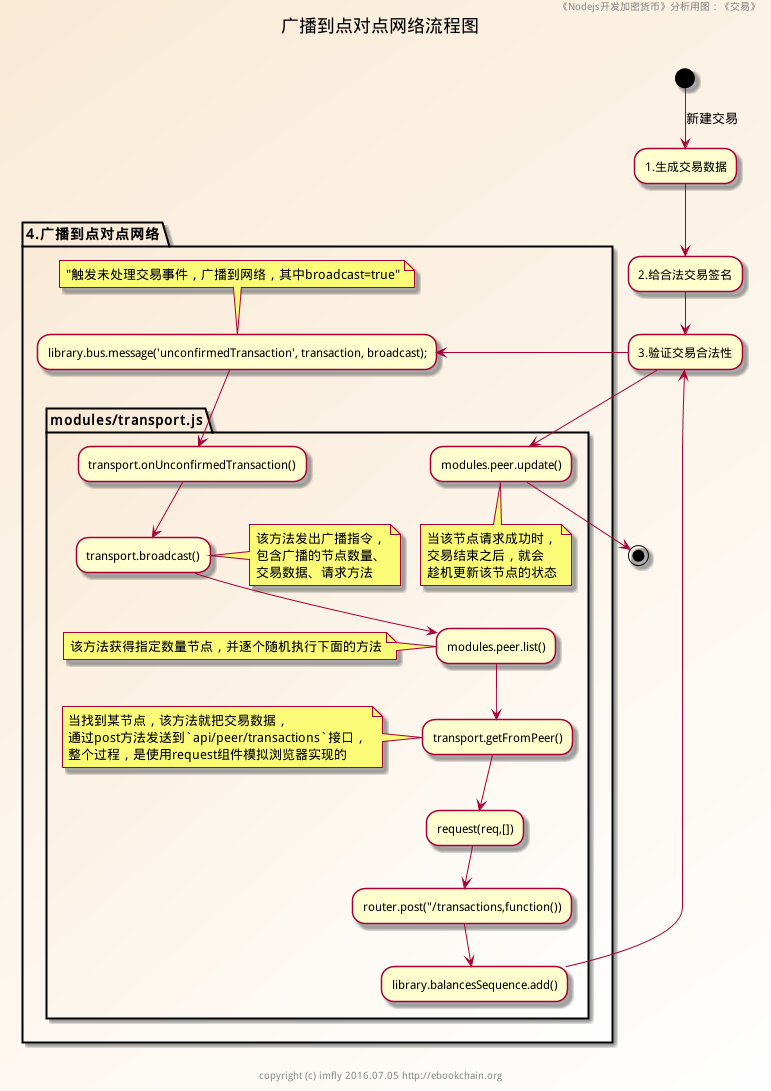 《Nodejs开发加密货币》分析用图：《交易》
广播到点对点网络流程图
新建交易
1.生成交易数据
4.广播到点对点网络
"触发未处理交易事件，广播到网络，其中broadcast=true"
2.给合法交易签名
library.bus.message('unconfirmedTransaction', transaction, broadcast);
3.验证交易合法性
modules/transport.js
transport.onUnconfirmedTransaction()
modules.peer.update()
transport.broadcast()
该方法发出广播指令，
包含广播的节点数量、
交易数据、请求方法
当该节点请求成功时，
交易结束之后，就会
趁机更新该节点的状态
该方法获得指定数量节点，并逐个随机执行下面的方法
modules.peer.list()
当找到某节点，该方法就把交易数据，
通过post方法发送到`api/peer/transactions`接口，
整个过程，是使用request组件模拟浏览器实现的
transport.getFromPeer()
request(req,[])
router.post("/transactions,function())
library.balancesSequence.add()
copyright (c) imfly 2016.07.05 http://ebookchain.org